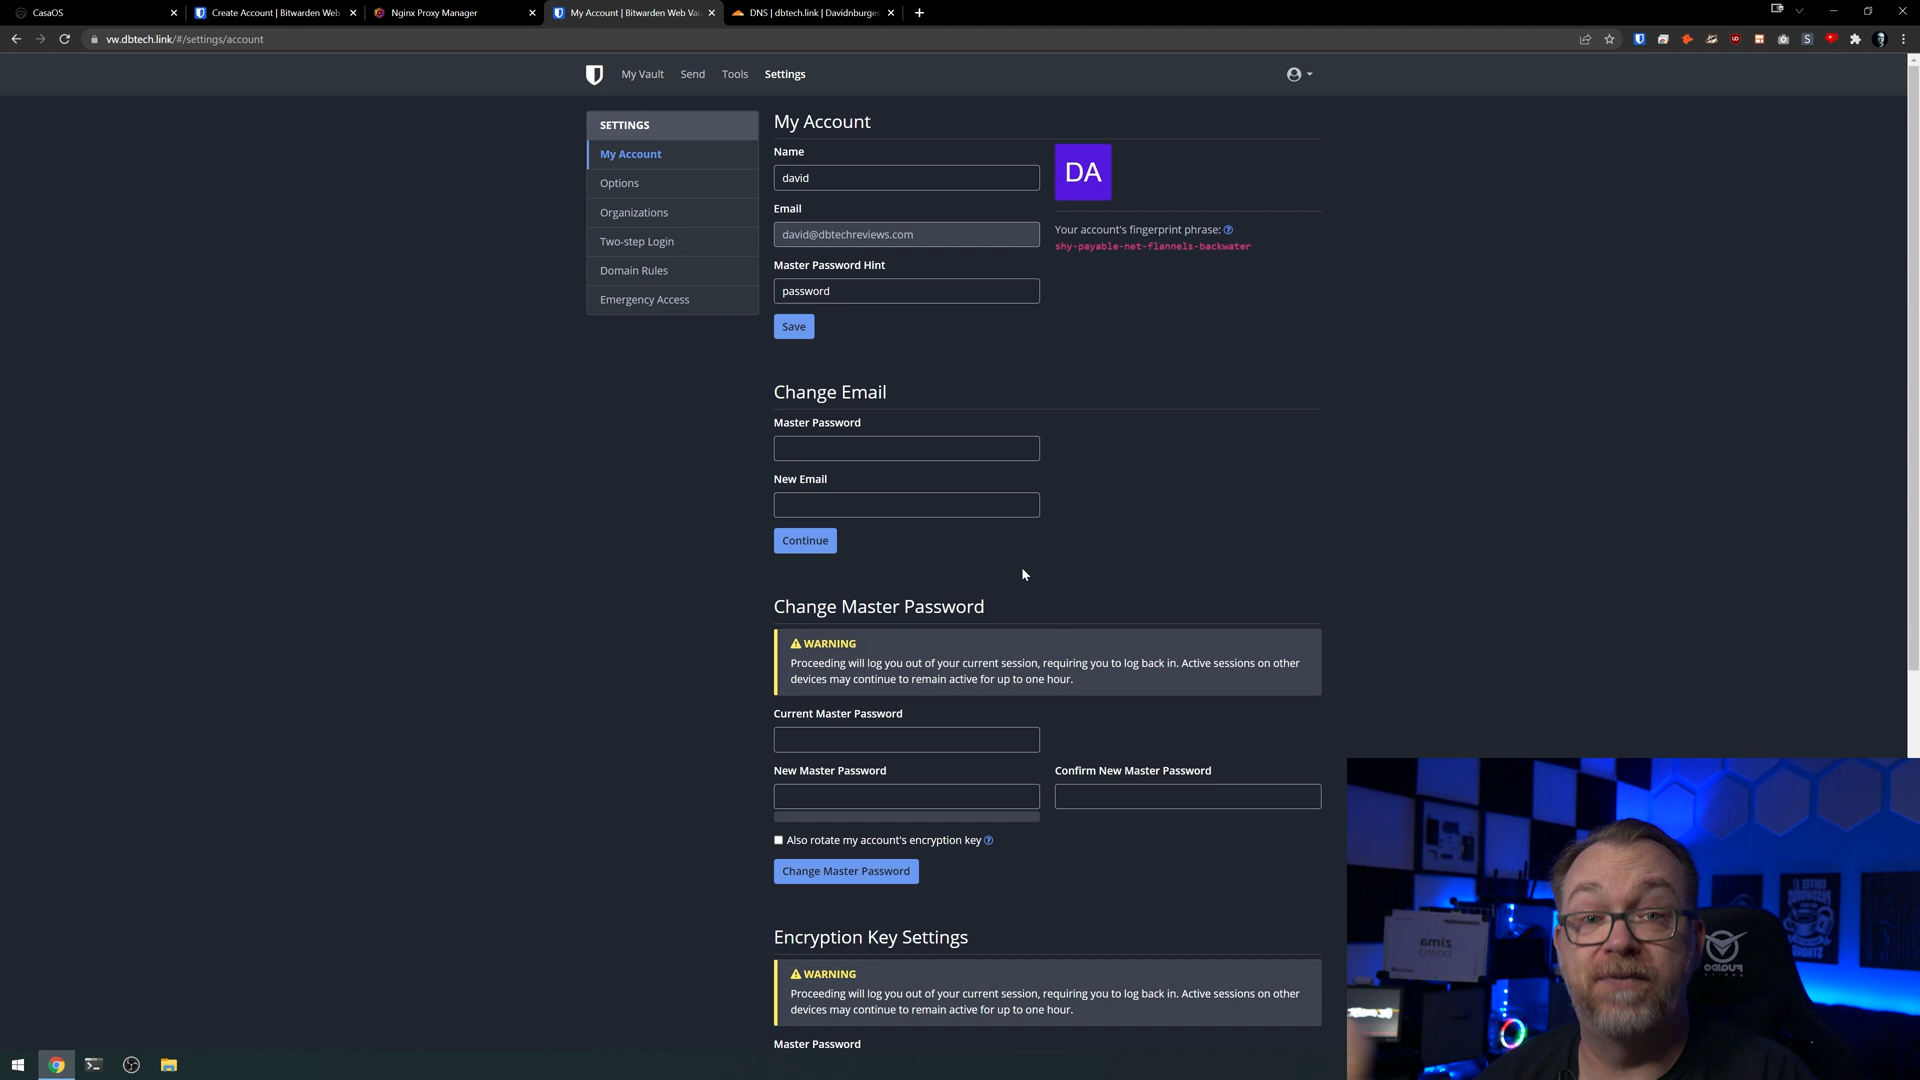 CasaOS
Create Account | Bitwarden Web
Nginx Proxy Manager
My Account | Bitwarden Web Va
DNS | dbtech.link | Davidnburges
vw.dbtech.link/#/settings/account
My Vault
Send
Tools
Settings
SETTINGS
My Account
Options
Organizations
Two-step Login
Domain Rules
Emergency Access
My Account
Name
david
Email
david@dbtechreviews.com
Master Password Hint
password
Save
DA
Your account's fingerprint phrase:
shy-payable-net-flannels-backwater
Change Email
Master Password
New Email
Continue
Change Master Password
WARNING
Proceeding will log you out of your current session, requiring you to log back in. Active sessions on other
devices may continue to remain active for up to one hour.
Current Master Password
New Master Password
Confirm New Master Password
Also rotate my account's encryption key
Change Master Password
Encryption Key Settings
WARNING
Proceeding will log you out of your current session, requiring you to log back in. Active sessions on other
devices may continue to remain active for up to one hour.
Master Password
zima
board